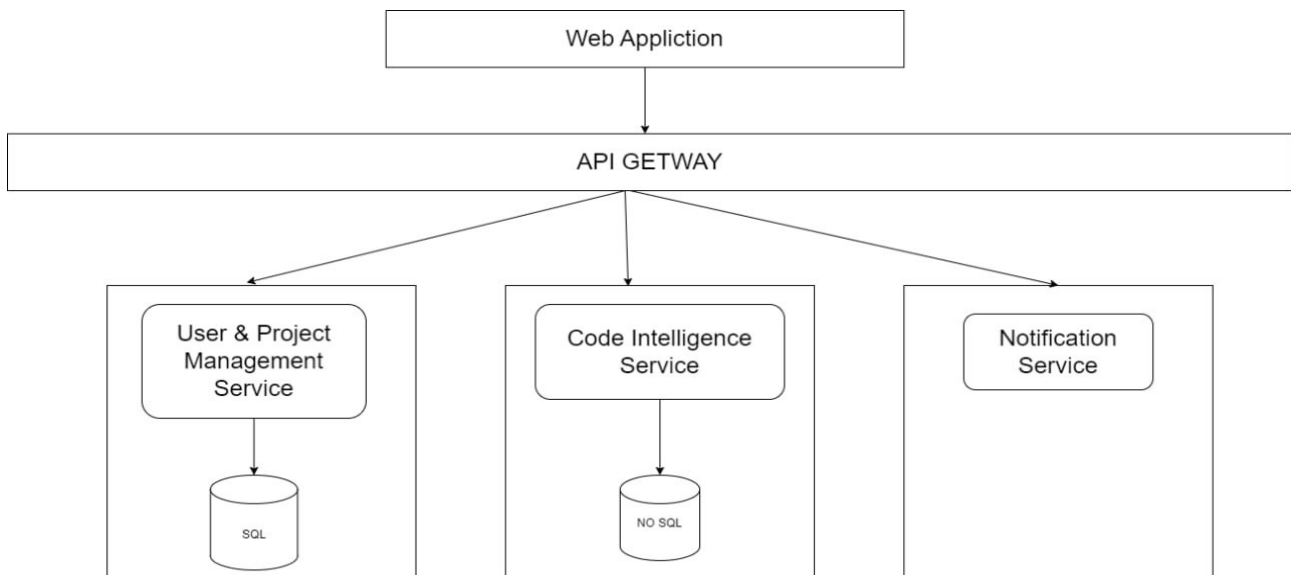 Web Appliction
API GETWAY
User & Project
Management
Service
Code Intelligence
Service
Notification
Service
SQL
NO SQL